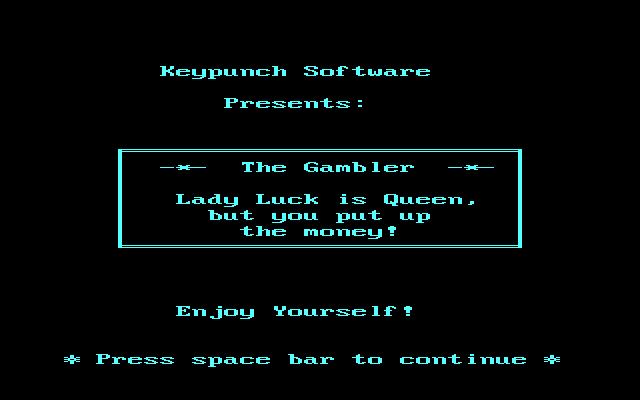 Keypunch Software
Presents:
-*- The Gambler -*-
Lady Luck is Queen,
but you put up
the money!
Enjoy Yourself!
* Press space bar to continue *